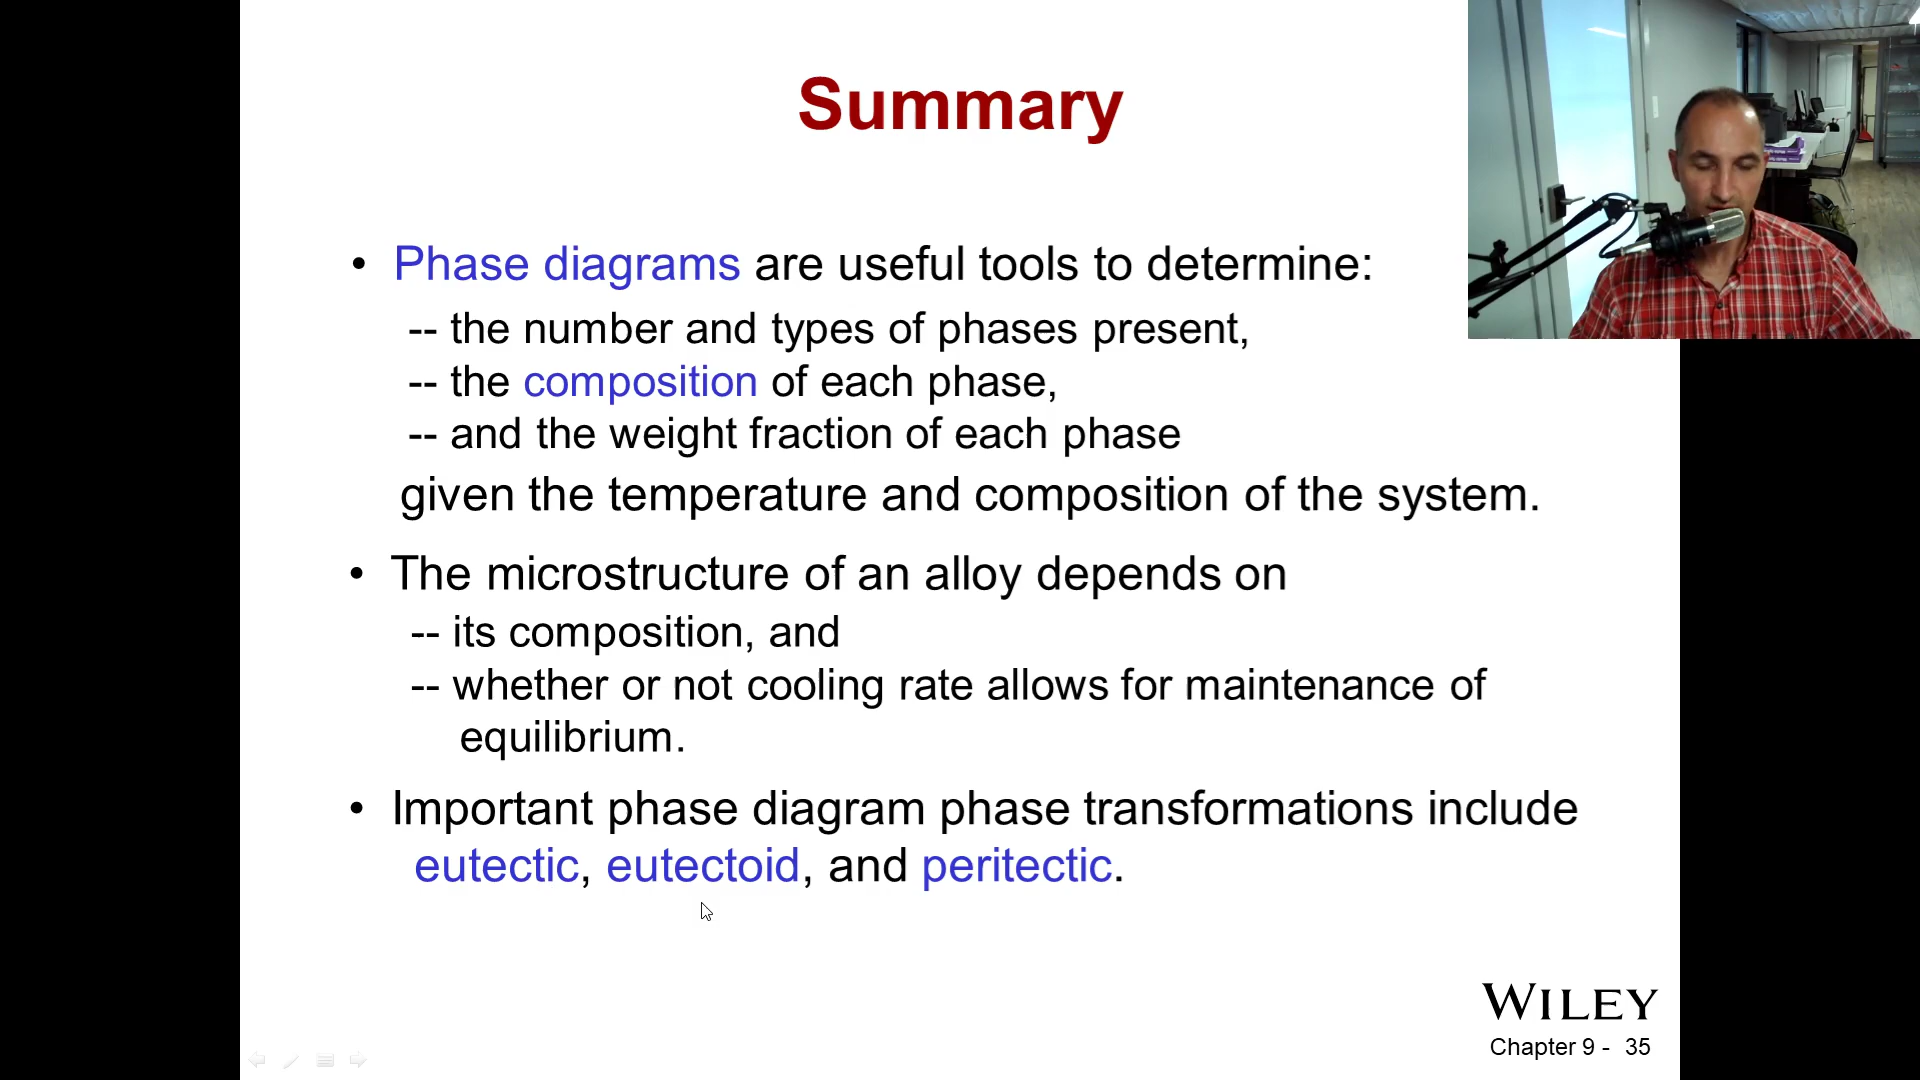 Summary
• Phase diagrams are useful tools to determine:
-- the number and types of phases present,
-- the composition of each phase,
-- and the weight fraction of each phase
given the temperature and composition of the system.
• The microstructure of an alloy depends on
-- its composition, and
-- whether or not cooling rate allows for maintenance of
equilibrium.
• Important phase diagram phase transformations include
eutectic, eutectoid, and peritectic.
WILEY
Chapter 9 - 35